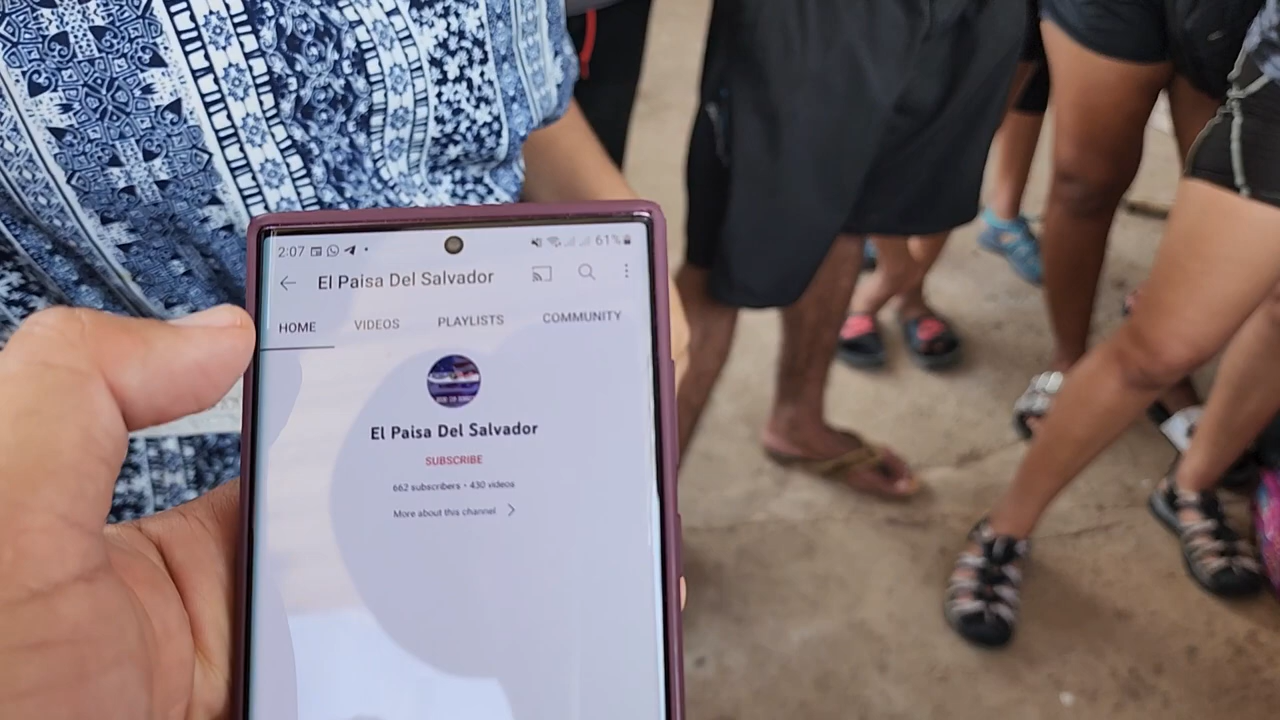 2:07
61%
El Paisa Del Salvador
HOME VIDEOS PLAYLISTS COMMUNITY
El Paisa Del Salvador
SUBSCRIBE
662 subscribers • 430 videos
More about this channel